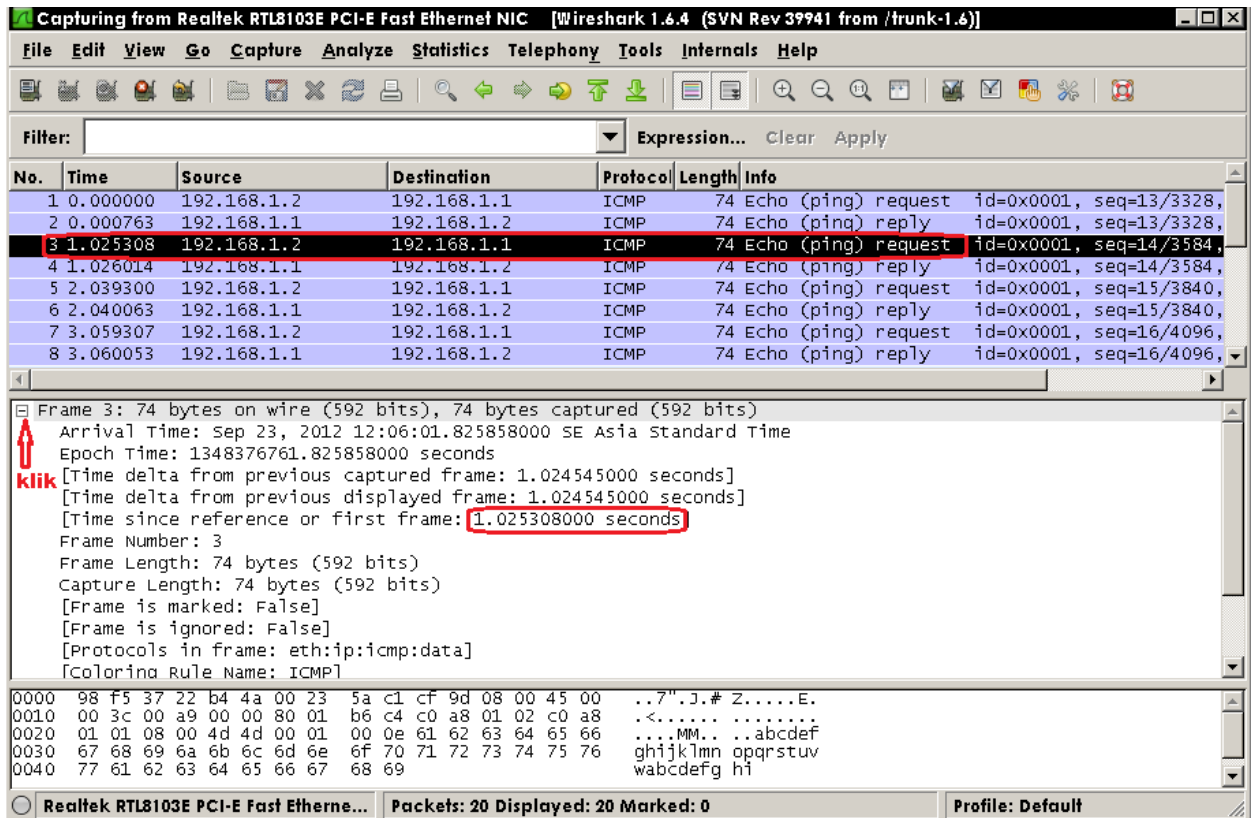 Capturing from Realtek RTL8103E PCI-E Fast Ethernet NIC [Wireshark 1.6.4 (SVN Rev 39941 from /trunk-1.6)]
File Edit View Go Capture Analyze Statistics Telephony Tools Internals Help
Filter: Expression... Clear Apply
No. Time Source Destination Protocol Length Info
1 0.000000 192.168.1.2 192.168.1.1 ICMP 74 Echo (ping) request id=0x0001, seq=13/3328,
2 0.000763 192.168.1.1 192.168.1.2 ICMP 74 Echo (ping) reply id=0x0001, seq=13/3328,
3 1.025308 192.168.1.2 192.168.1.1 ICMP 74 Echo (ping) request id=0x0001, seq=14/3584,
4 1.026014 192.168.1.1 192.168.1.2 ICMP 74 Echo (ping) reply id=0x0001, seq=14/3584,
5 2.039300 192.168.1.2 192.168.1.1 ICMP 74 Echo (ping) request id=0x0001, seq=15/3840,
6 2.040063 192.168.1.1 192.168.1.2 ICMP 74 Echo (ping) reply id=0x0001, seq=15/3840,
7 3.059307 192.168.1.2 192.168.1.1 ICMP 74 Echo (ping) request id=0x0001, seq=16/4096,
8 3.060053 192.168.1.1 192.168.1.2 ICMP 74 Echo (ping) reply id=0x0001, seq=16/4096,
Frame 3: 74 bytes on wire (592 bits), 74 bytes captured (592 bits)
Arrival Time: Sep 23, 2012 12:06:01.825858000 SE Asia Standard Time
Epoch Time: 1348376761.825858000 seconds
klik
[Time delta from previous captured frame: 1.024545000 seconds]
[Time delta from previous displayed frame: 1.024545000 seconds]
[Time since reference or first frame: 1.025308000 seconds]
Frame Number: 3
Frame Length: 74 bytes (592 bits)
Capture Length: 74 bytes (592 bits)
[Frame is marked: False]
[Frame is ignored: False]
[Protocols in frame: eth:ip:icmp:data]
[Coloring Rule Name: ICMP]
0000 98 f5 37 22 b4 4a 00 23 5a c1 cf 9d 08 00 45 00 ..7".J.# Z.....E.
0010 00 3c 00 a9 00 00 80 01 b6 c4 c0 a8 01 02 c0 a8 .<...... ........
0020 01 01 08 00 4d 4d 00 01 00 0e 61 62 63 64 65 66 ....MM.. ..abcdef
0030 67 68 69 6a 6b 6c 6d 6e 6f 70 71 72 73 74 75 76 ghijklmn opqrstuv
0040 77 61 62 63 64 65 66 67 68 69 wabcdefg hi
Realtek RTL8103E PCI-E Fast Etherne... Packets: 20 Displayed: 20 Marked: 0 Profile: Default